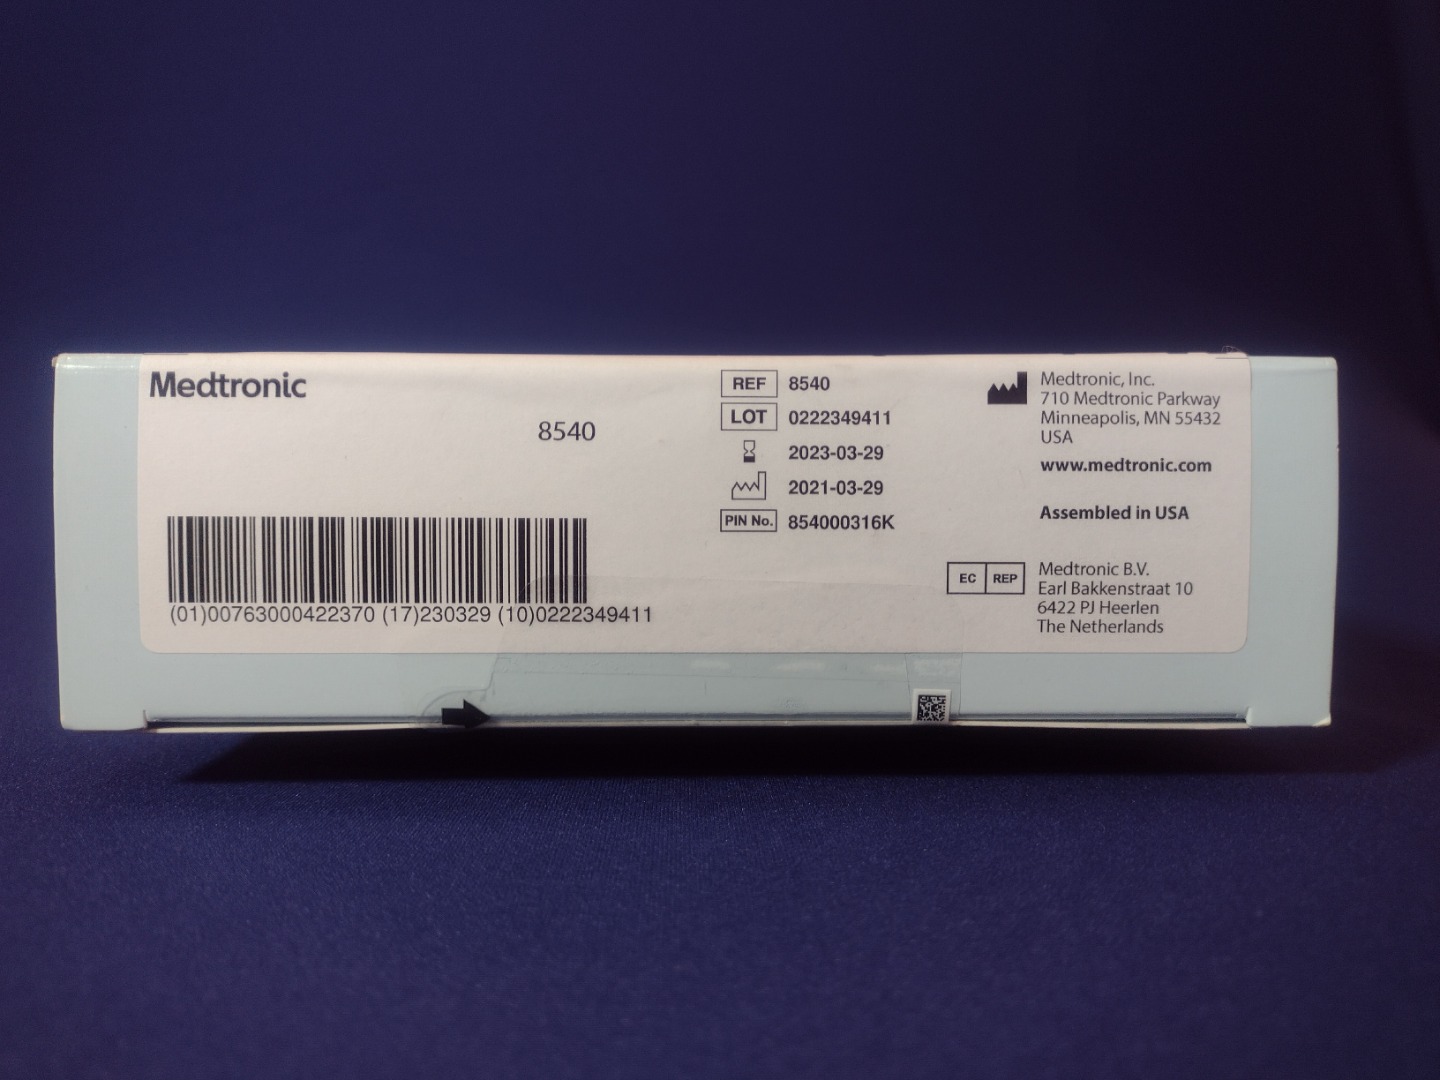 Medtronic
8540
(01)00763000422370 (17)230329 (10)0222349411
REF 8540
LOT 0222349411
2023-03-29
2021-03-29
PIN No. 854000316K
Medtronic, Inc.
710 Medtronic Parkway
Minneapolis, MN 55432
USA
www.medtronic.com
Assembled in USA
EC REP
Medtronic B.V.
Earl Bakkenstraat 10
6422 PJ Heerlen
The Netherlands